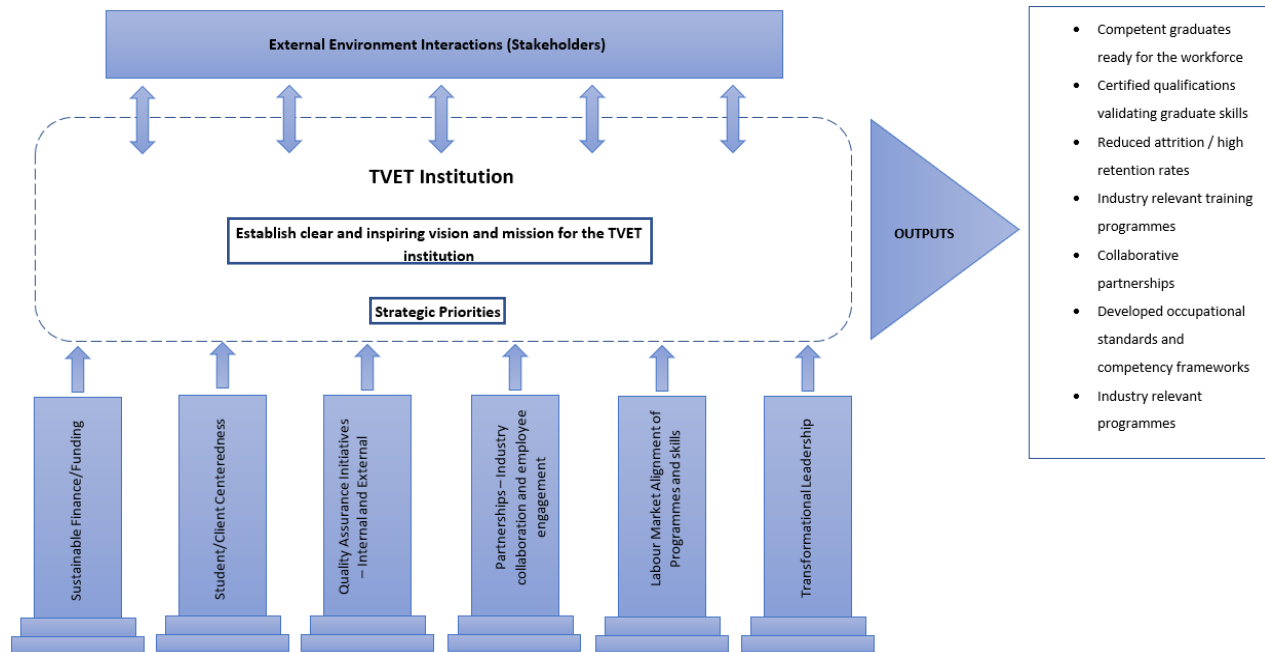 External Environment Interactions (Stakeholders)
TVET Institution
Establish clear and inspiring vision and mission for the TVET
institution
Strategic Priorities
OUTPUTS
• Competent graduates
ready for the workforce
• Certified qualifications
validating graduate skills
• Reduced attrition / high
retention rates
• Industry relevant training
programmes
• Collaborative
partnerships
• Developed occupational
standards and
competency frameworks
• Industry relevant
programmes
Sustainable Finance/Funding
Student/Client Centeredness
Quality Assurance Initiatives
– Internal and External
Partnerships – Industry
collaboration and employee
engagement
Labour Market Alignment of
Programmes and skills
Transformational Leadership